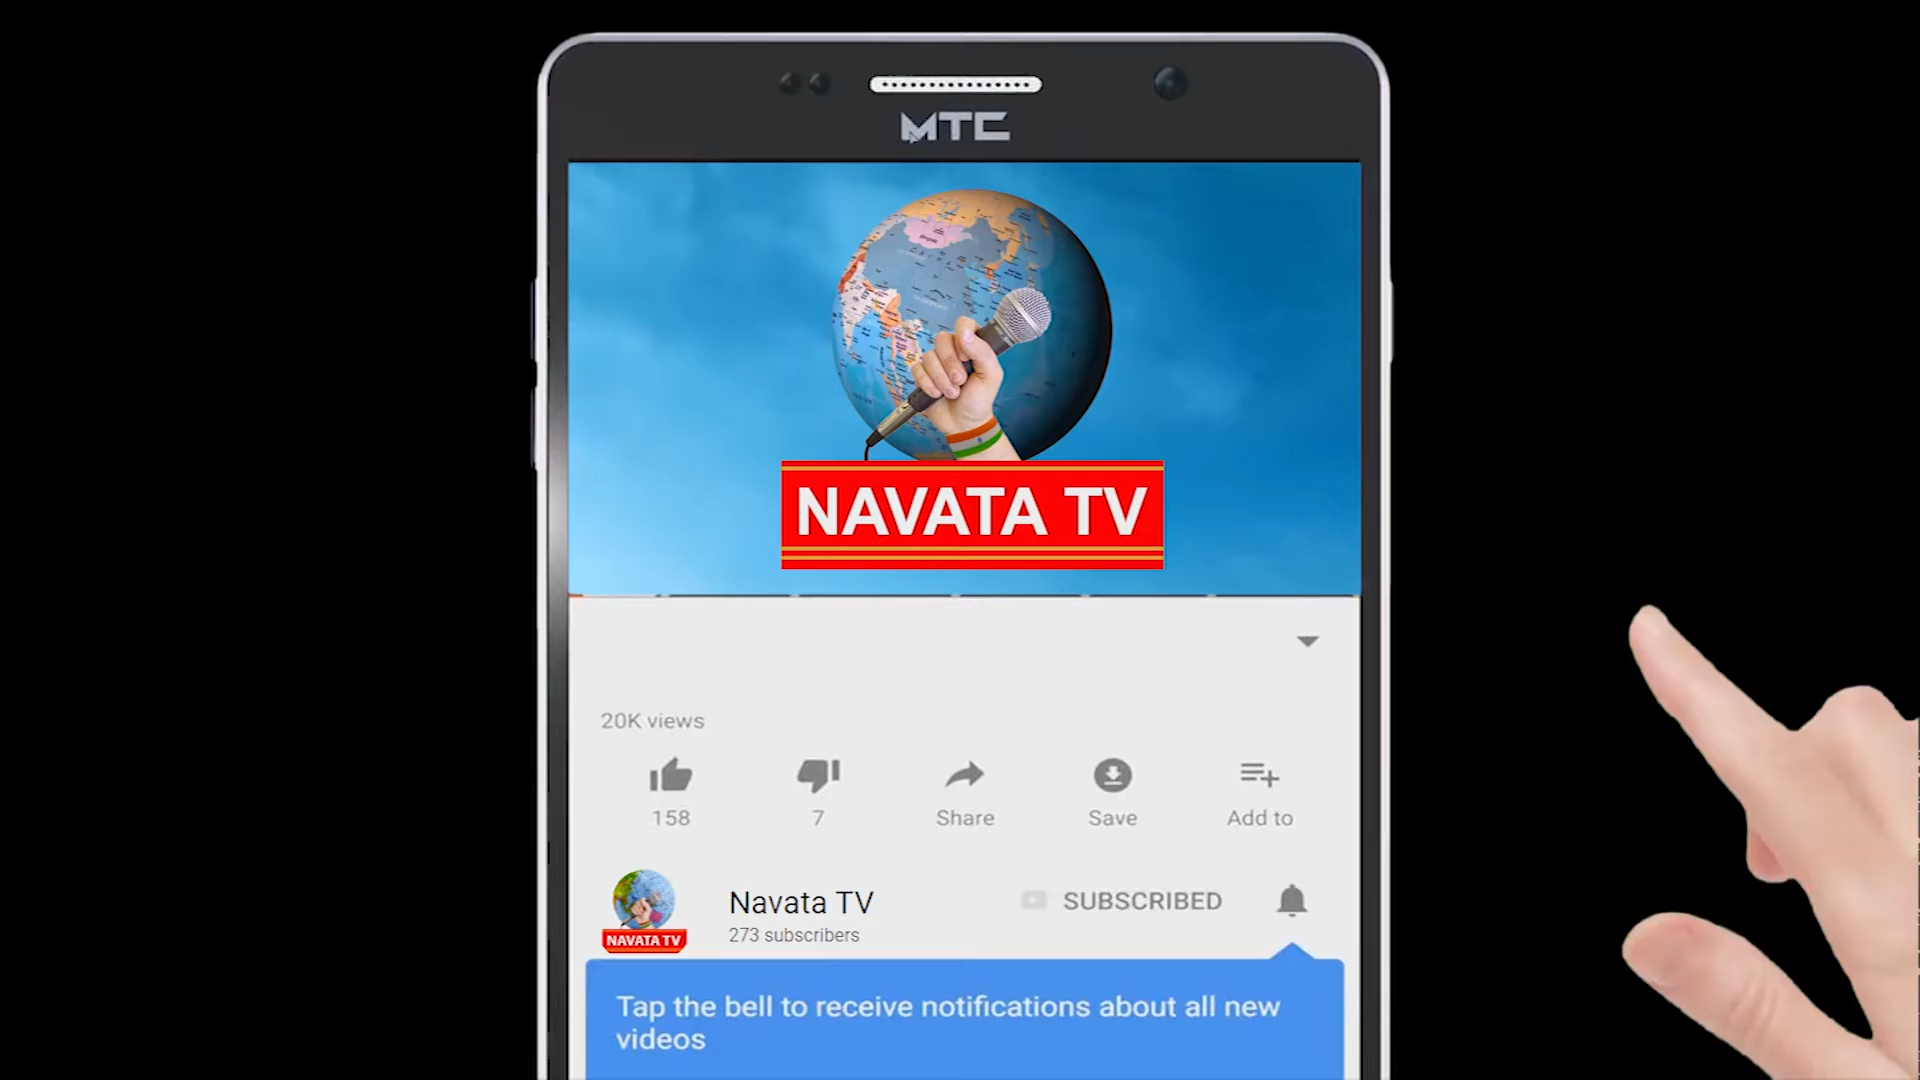 MTC
NAVATA TV
20K views
158
7
Share
Save
Add to
NAVATA TV
Navata TV
273 subscribers
SUBSCRIBED
Tap the bell to receive notifications about all new
videos